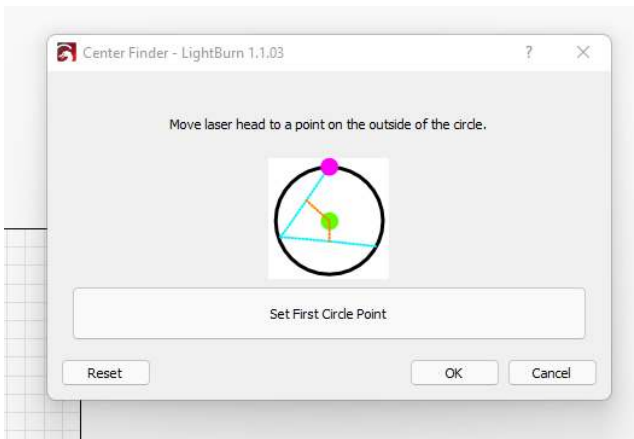 Center Finder - LightBurn 1.1.03
Move laser head to a point on the outside of the circle.
Set First Circle Point
Reset
OK
Cancel